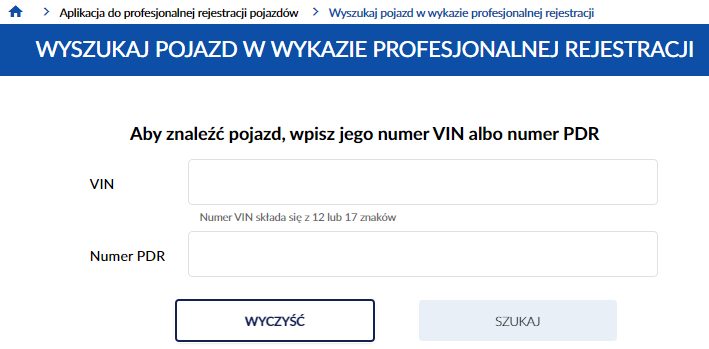 Aplikacja do profesjonalnej rejestracji pojazdów > Wyszukaj pojazd w wykazie profesjonalnej rejestracji
WYSZUKAJ POJAZD W WYKAZIE PROFESJONALNEJ REJESTRACJI
Aby znaleźć pojazd, wpisz jego numer VIN albo numer PDR
VIN
Numer VIN składa się z 12 lub 17 znaków
Numer PDR
WYCZYŚĆ SZUKAJ